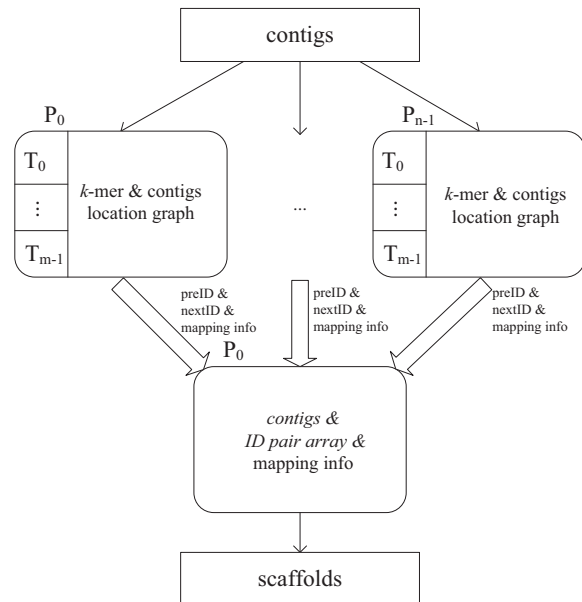 contigs
P0
Pn-1
T0
⋮
Tm-1
k-mer & contigs
location graph
...
T0
⋮
Tm-1
k-mer & contigs
location graph
preID &
nextID &
mapping info
preID &
nextID &
mapping info
preID &
nextID &
mapping info
P0
contigs &
ID pair array &
mapping info
scaffolds